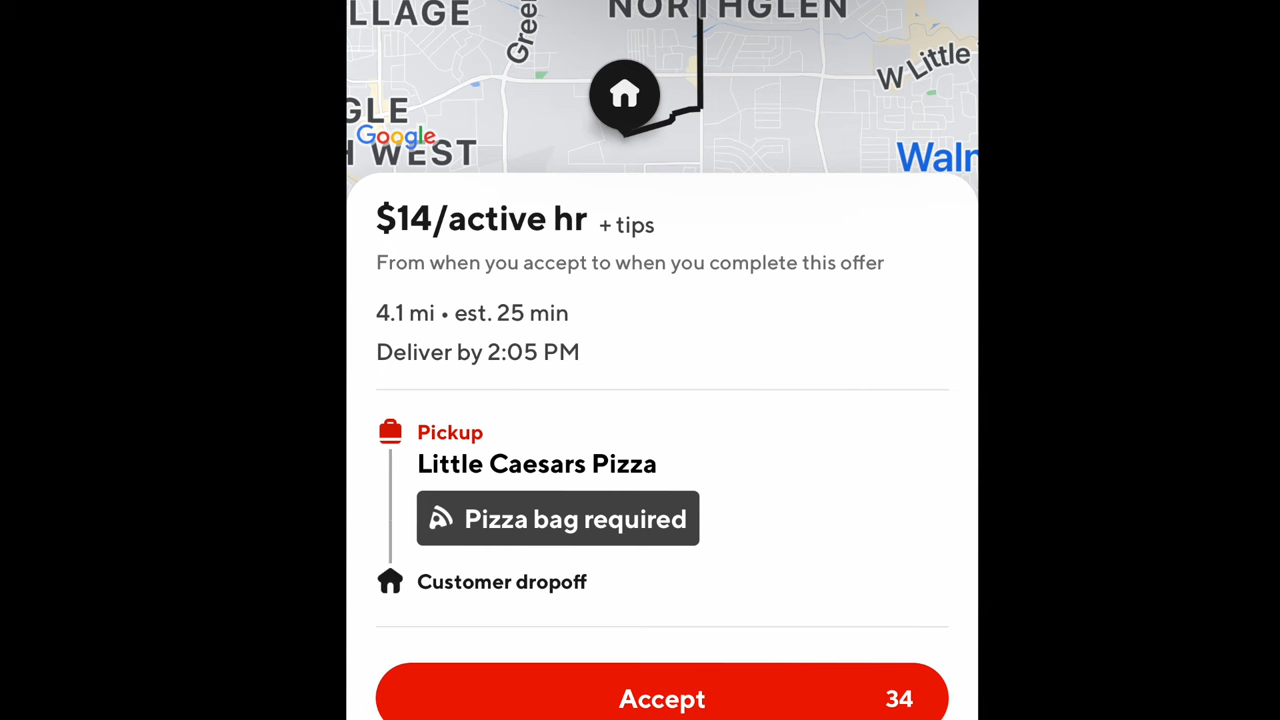 LLAGE
NORTHGLEN
Green
W Little
GLE
Google
H WEST
Waln
$14/active hr + tips
From when you accept to when you complete this offer
4.1 mi • est. 25 min
Deliver by 2:05 PM
Pickup
Little Caesars Pizza
Pizza bag required
Customer dropoff
Accept 34